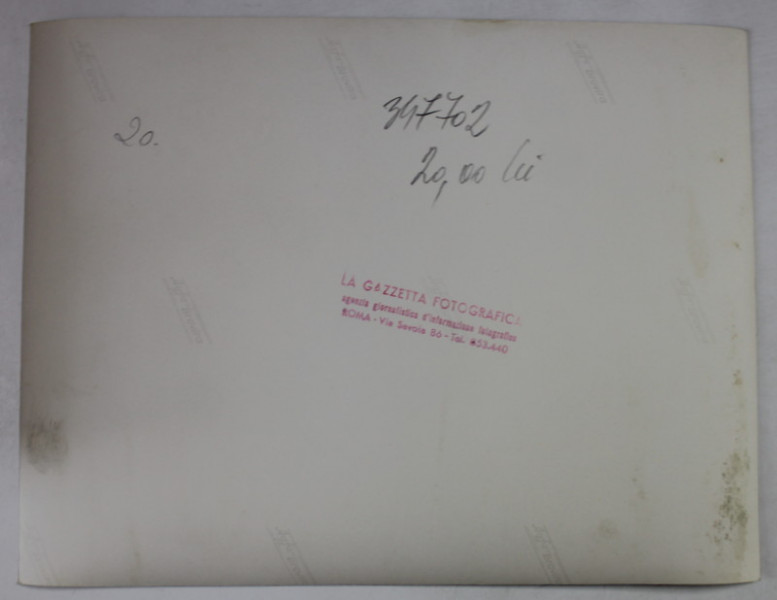 20.
347702
20,00 lei
LA GAZZETTA FOTOGRAFICA
agenzia giornalistica d'informazione fotografica
ROMA - Via Savoia 86 - Tel. 853.440